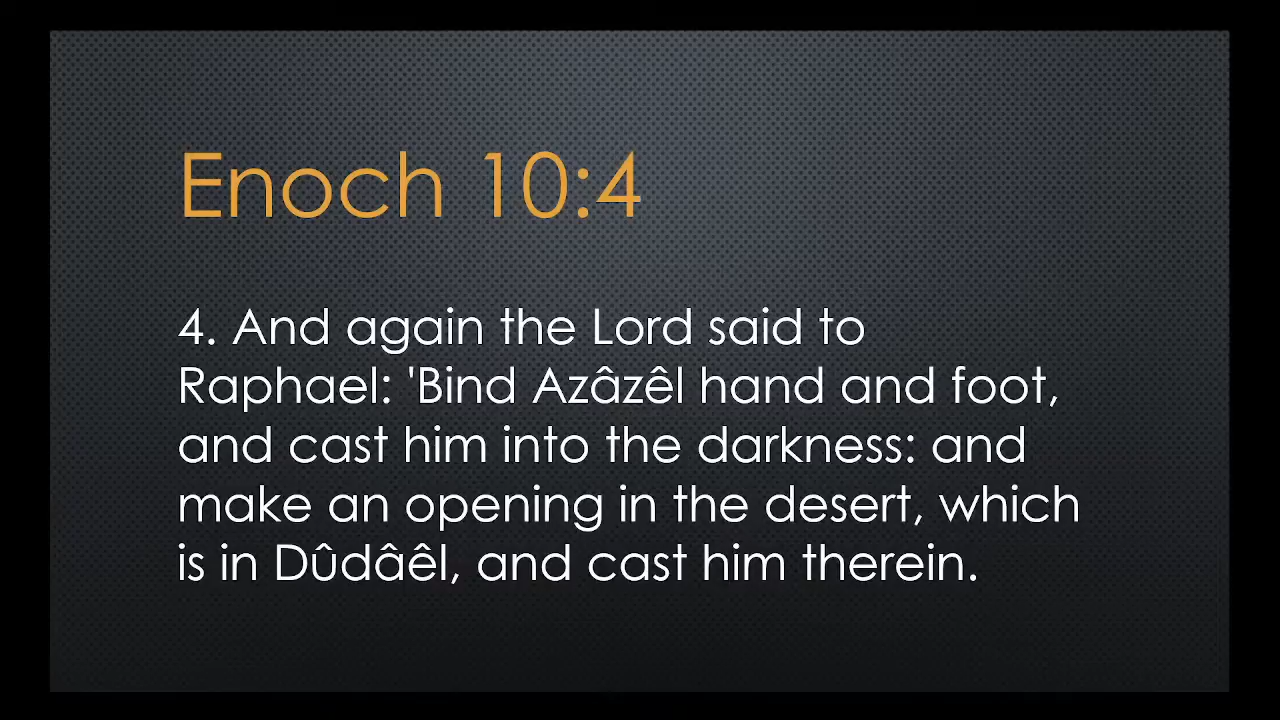 Enoch 10:4
4. And again the Lord said to
Raphael: 'Bind Azâzêl hand and foot,
and cast him into the darkness: and
make an opening in the desert, which
is in Dûdâêl, and cast him therein.